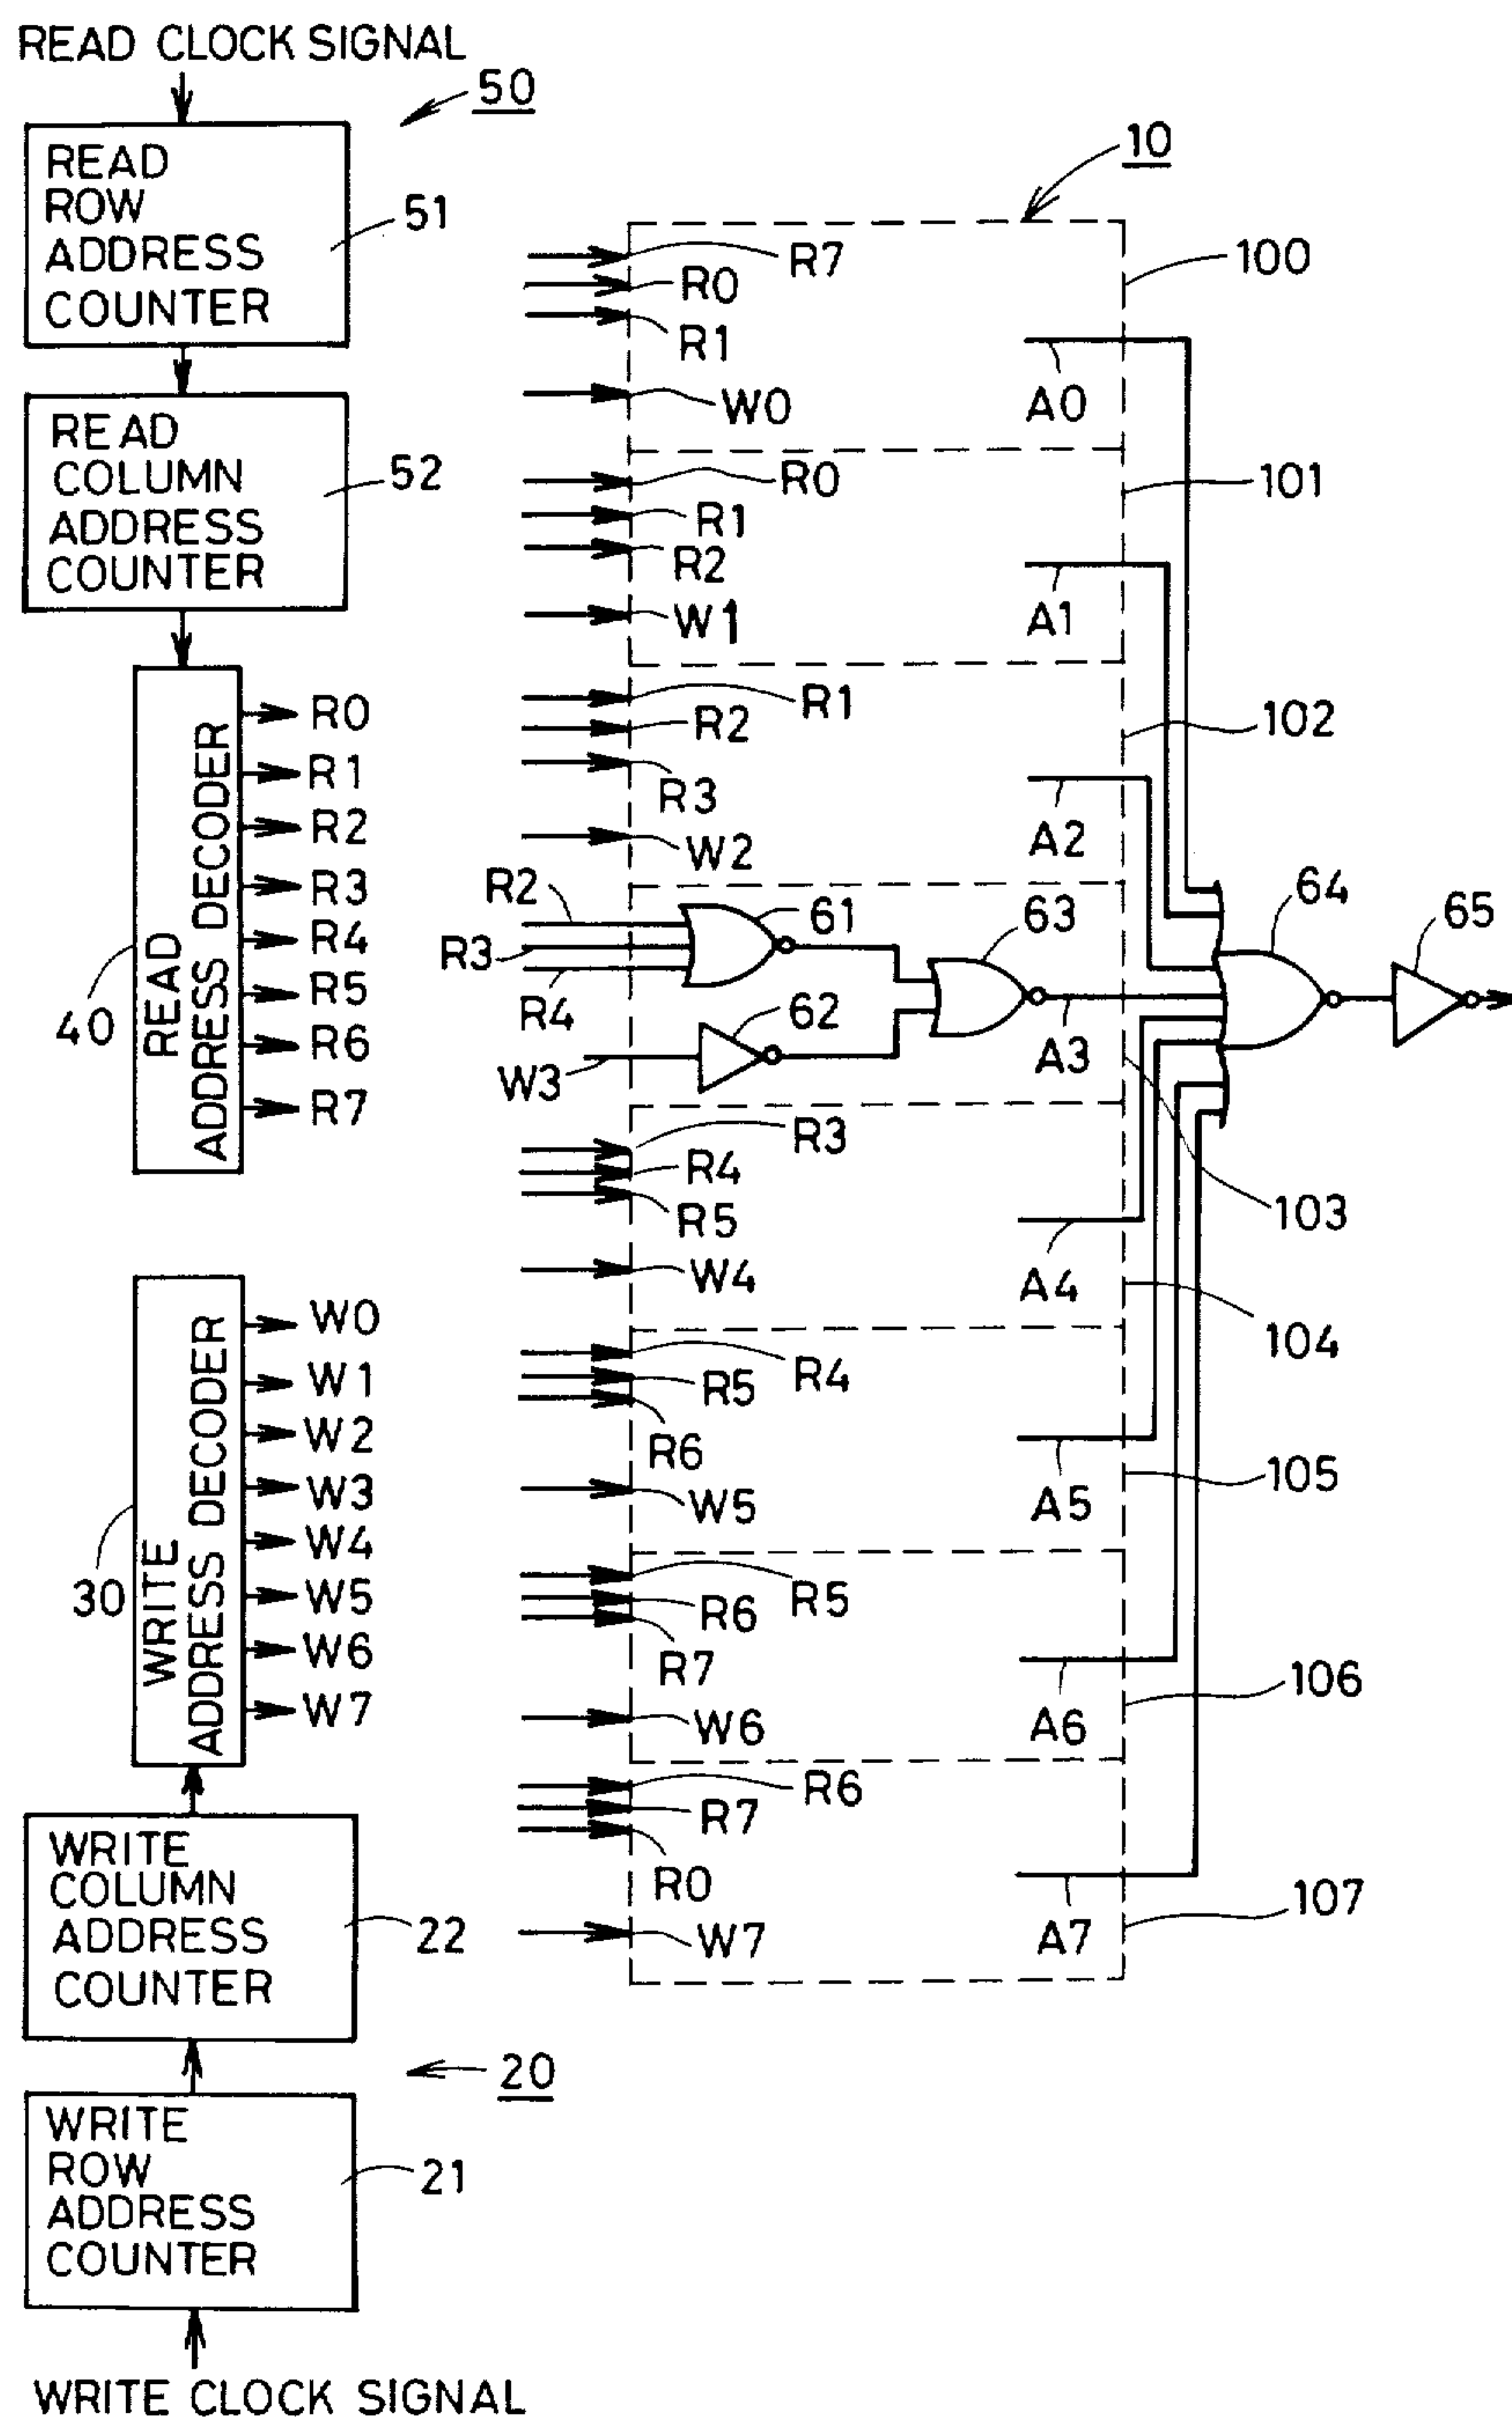 READ CLOCK SIGNAL
50
READ
ROW
ADDRESS
COUNTER
51
READ
COLUMN
ADDRESS
COUNTER
52
READ
ADDRESS DECODER
40
R0
R1
R2
R3
R4
R5
R6
R7
WRITE
ADDRESS DECODER
30
W0
W1
W2
W3
W4
W5
W6
W7
WRITE
COLUMN
ADDRESS
COUNTER
22
20
WRITE
ROW
ADDRESS
COUNTER
21
WRITE CLOCK SIGNAL
10
R7
R0
R1
W0
A0
100
R0
R1
R2
W1
A1
101
R1
R2
R3
W2
A2
102
R2
R3
R4
W3
61
62
63
A3
103
64
65
R3
R4
R5
W4
A4
104
R4
R5
R6
W5
A5
105
R5
R6
R7
W6
A6
106
R6
R7
R0
W7
A7
107